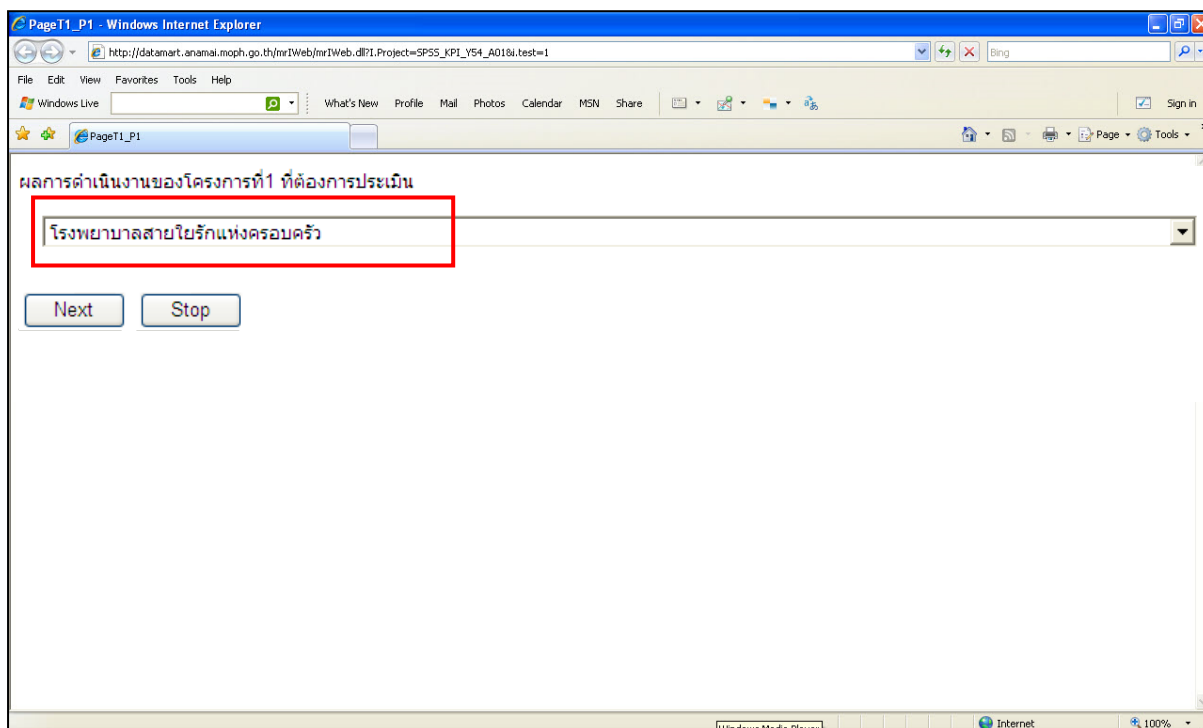 PageT1_P1 - Windows Internet Explorer
http://datamart.anamai.moph.go.th/mrIWeb/mrIWeb.dll?I.Project=SPSS_KPI_Y54_A01&i.test=1
Bing
File Edit View Favorites Tools Help
Windows Live What's New Profile Mail Photos Calendar MSN Share Sign in
PageT1_P1 Page Tools
ผลการดำเนินงานของโครงการที่1 ที่ต้องการประเมิน
โรงพยาบาลสายใยรักแห่งครอบครัว
Next Stop
Windows Media Player
Internet 100%